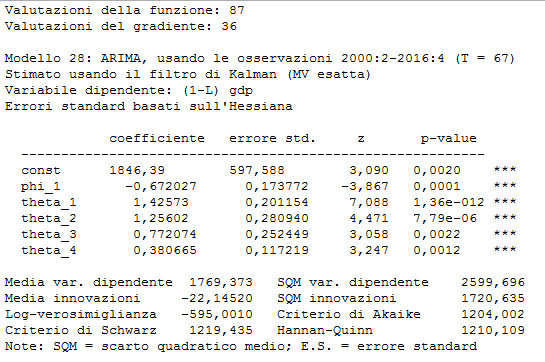 Valutazioni della funzione: 87
Valutazioni del gradiente: 36
Modello 28: ARIMA, usando le osservazioni 2000:2-2016:4 (T = 67)
Stimato usando il filtro di Kalman (MV esatta)
Variabile dipendente: (1-L) gdp
Errori standard basati sull'Hessiana
coefficiente errore std. z p-value
---------------------------------------------------------------
const 1846,39 597,588 3,090 0,0020 ***
phi_1 -0,672027 0,173772 -3,867 0,0001 ***
theta_1 1,42573 0,201154 7,088 1,36e-012 ***
theta_2 1,25602 0,280940 4,471 7,79e-06 ***
theta_3 0,772074 0,252449 3,058 0,0022 ***
theta_4 0,380665 0,117219 3,247 0,0012 ***
Media var. dipendente 1769,373 SQM var. dipendente 2599,696
Media innovazioni -22,14520 SQM innovazioni 1720,635
Log-verosimiglianza -595,0010 Criterio di Akaike 1204,002
Criterio di Schwarz 1219,435 Hannan-Quinn 1210,109
Note: SQM = scarto quadratico medio; E.S. = errore standard